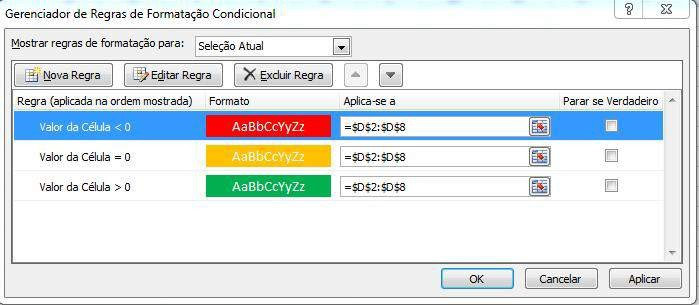 Gerenciador de Regras de Formatação Condicional
Mostrar regras de formatação para: Seleção Atual
Nova Regra Editar Regra Excluir Regra
Regra (aplicada na ordem mostrada) Formato Aplica-se a Parar se Verdadeiro
Valor da Célula < 0 AaBbCcYyZz =$D$2:$D$8
Valor da Célula = 0 AaBbCcYyZz =$D$2:$D$8
Valor da Célula > 0 AaBbCcYyZz =$D$2:$D$8
OK Cancelar Aplicar